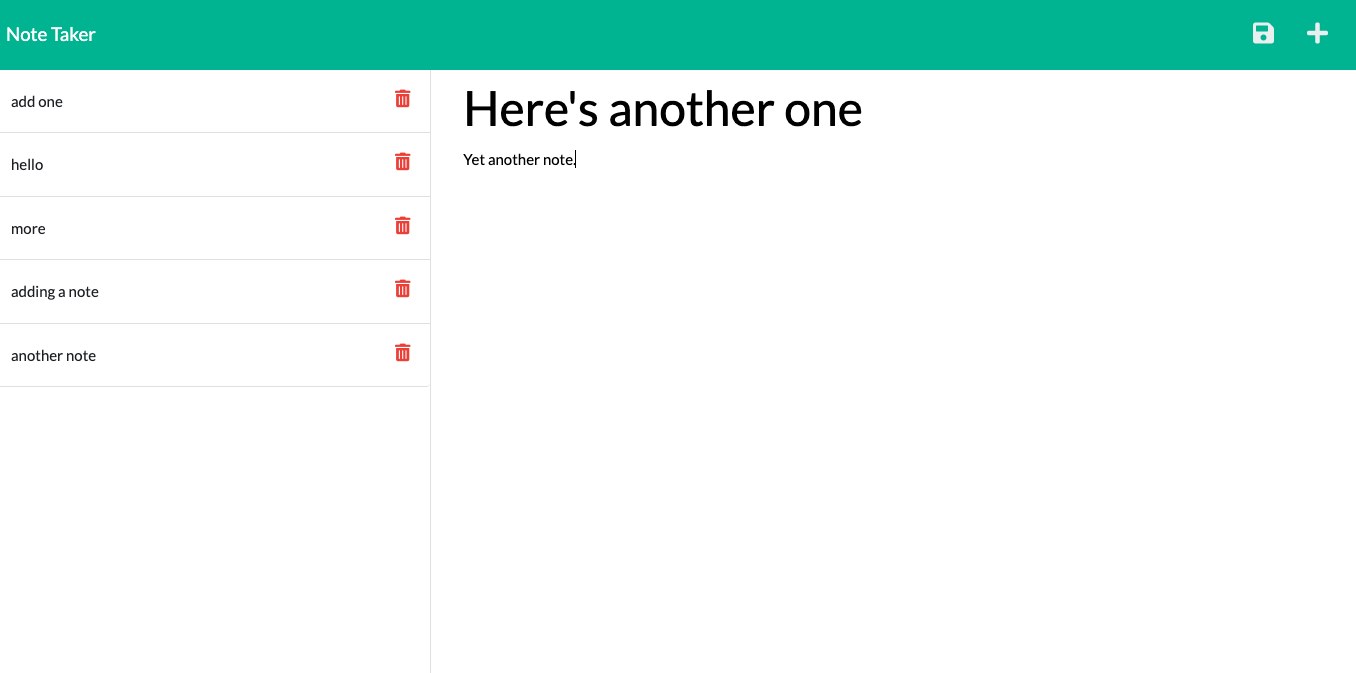 Note Taker
add one
hello
more
adding a note
another note
Here's another one
Yet another note.